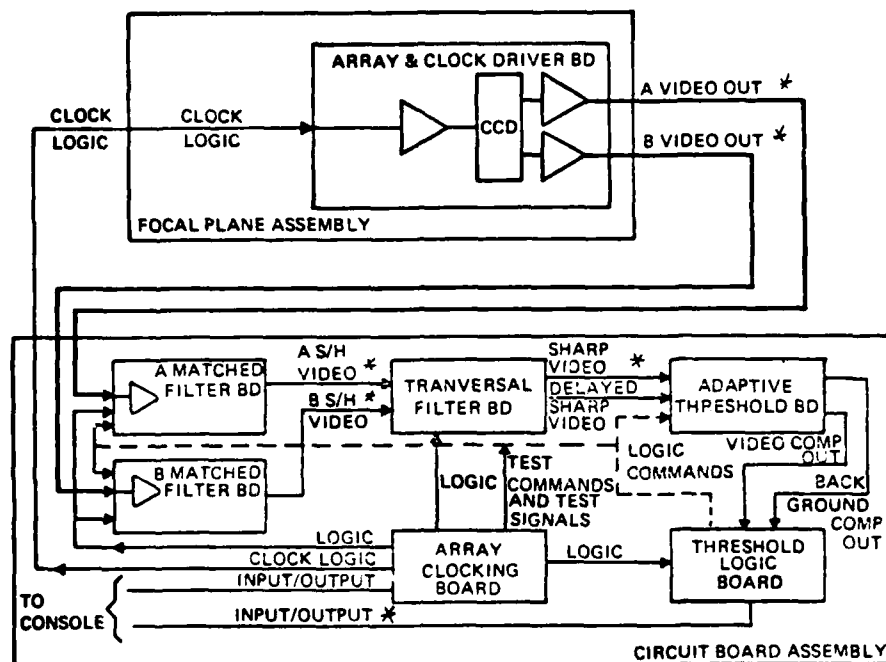 ARRAY & CLOCK DRIVER BD
A VIDEO OUT *
CLOCK
LOGIC
CLOCK
LOGIC
CCD
B VIDEO OUT *
FOCAL PLANE ASSEMBLY
A MATCHED
FILTER BD
A S/H *
VIDEO
B S/H *
VIDEO
TRANVERSAL
FILTER BD
SHARP
VIDEO *
DELAYED
SHARP
VIDEO
ADAPTIVE
THPESHOLD BD
B MATCHED
FILTER BD
LOGIC
TEST
COMMANDS
AND TEST
SIGNALS
LOGIC
COMMANDS
VIDEO COMP
OUT
BACK
GROUND
COMP
OUT
LOGIC
CLOCK LOGIC
INPUT/OUTPUT
ARRAY
CLOCKING
BOARD
LOGIC
THRESHOLD
LOGIC
BOARD
TO
CONSOLE
INPUT/OUTPUT *
CIRCUIT BOARD ASSEMBLY